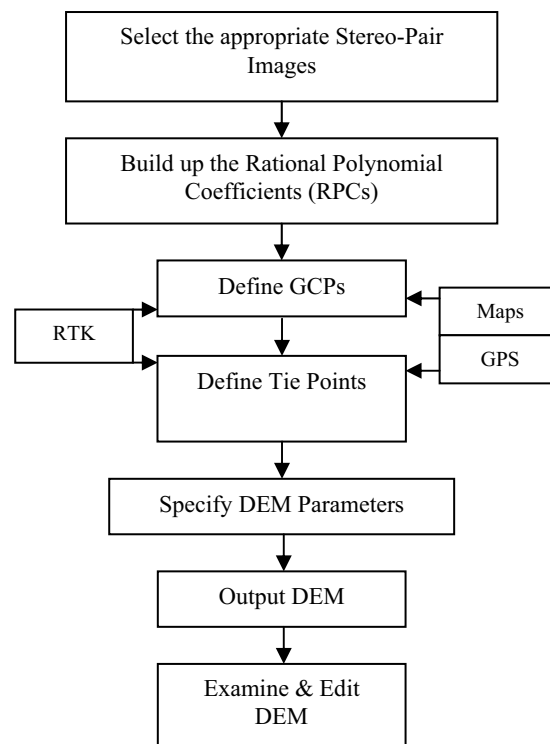 Select the appropriate Stereo-Pair
Images
Build up the Rational Polynomial
Coefficients (RPCs)
Define GCPs
Maps
RTK
GPS
Define Tie Points
Specify DEM Parameters
Output DEM
Examine & Edit
DEM